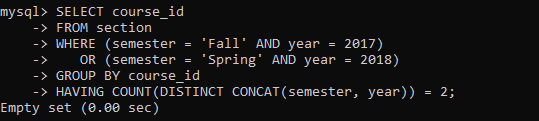 mysql> SELECT course_id
    -> FROM section
    -> WHERE (semester = 'Fall' AND year = 2017)
    ->    OR (semester = 'Spring' AND year = 2018)
    -> GROUP BY course_id
    -> HAVING COUNT(DISTINCT CONCAT(semester, year)) = 2;
Empty set (0.00 sec)